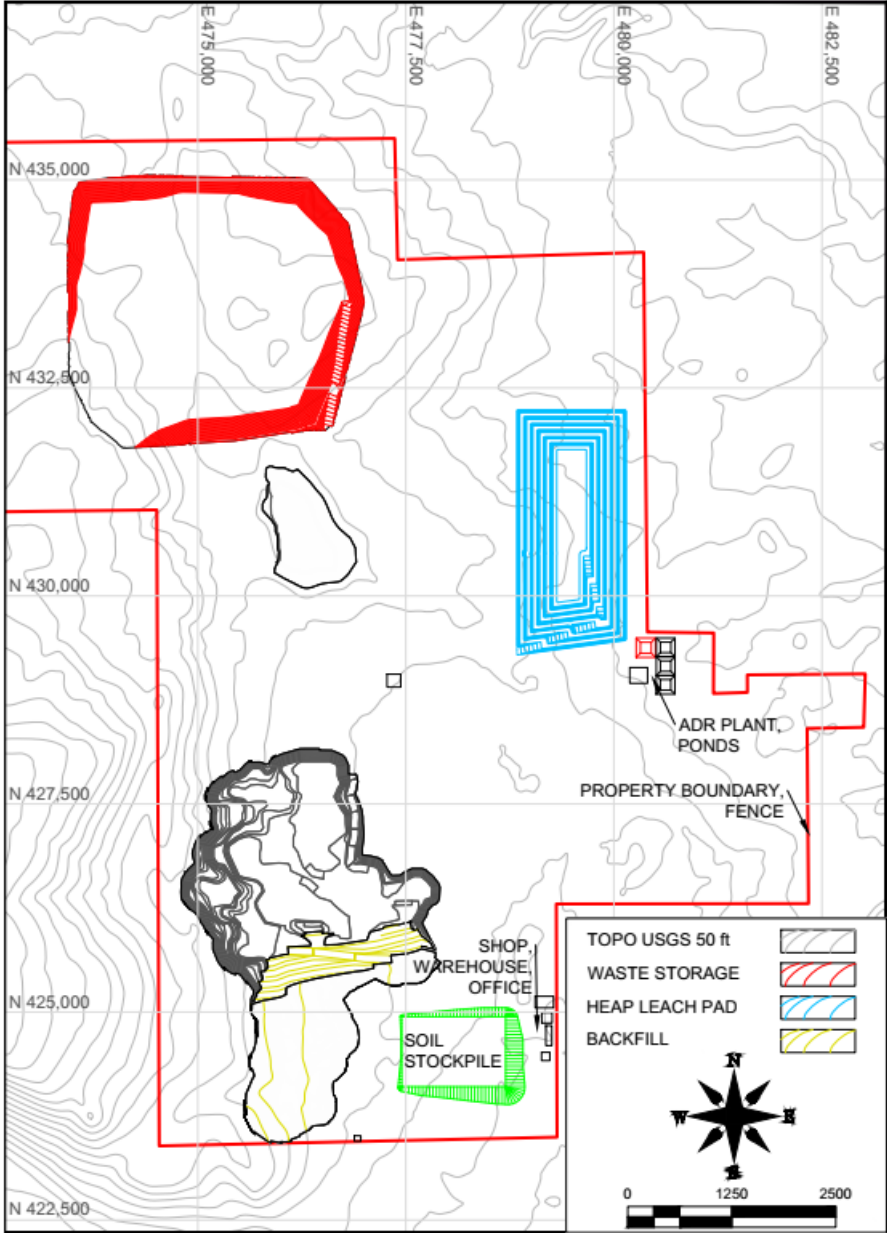 E 475,000
E 477,500
E 480,000
E 482,500
N 435,000
N 432,500
N 430,000
ADR PLANT,
PONDS
N 427,500
PROPERTY BOUNDARY,
FENCE
SHOP,
WAREHOUSE,
OFFICE
N 425,000
SOIL
STOCKPILE
N 422,500
TOPO USGS 50 ft
WASTE STORAGE
HEAP LEACH PAD
BACKFILL
N
W E
S
0 1250 2500